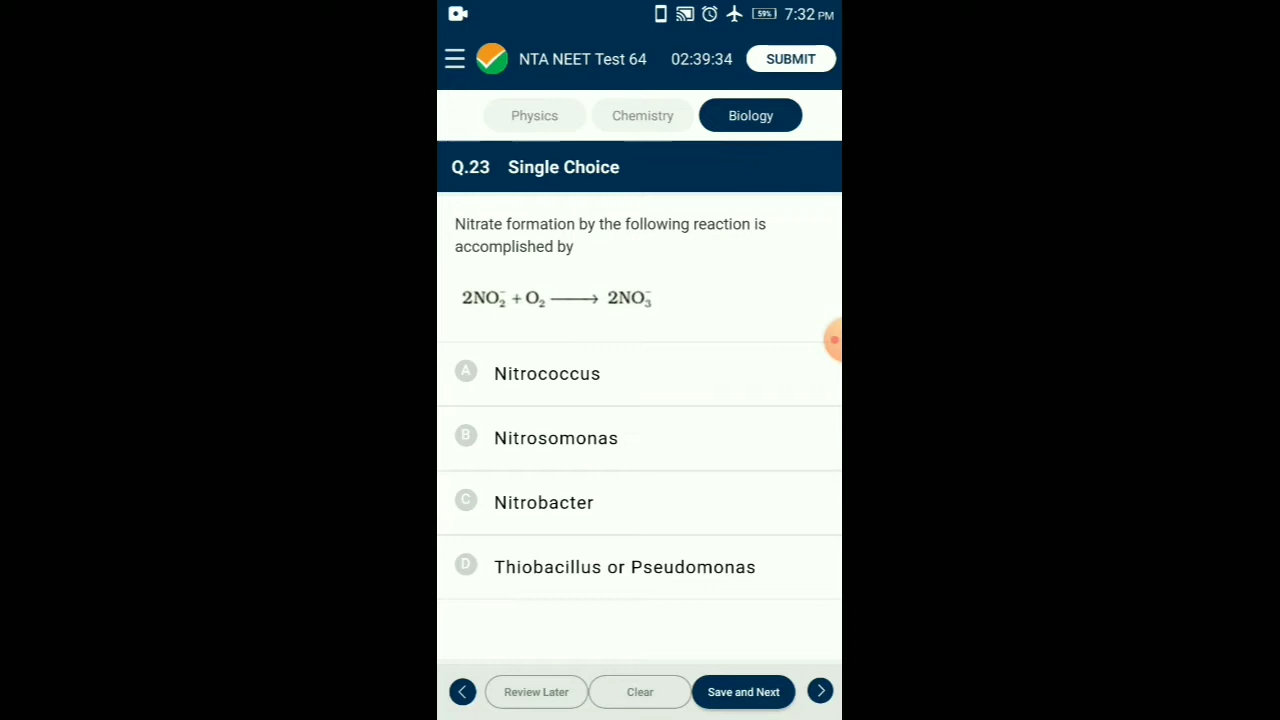 59% 7:32 PM
NTA NEET Test 64 02:39:34 SUBMIT
Physics Chemistry Biology
Q.23 Single Choice
Nitrate formation by the following reaction is
accomplished by
2NO₂⁻ + O₂ ⟶ 2NO₃⁻
A Nitrococcus
B Nitrosomonas
C Nitrobacter
D Thiobacillus or Pseudomonas
Review Later Clear Save and Next